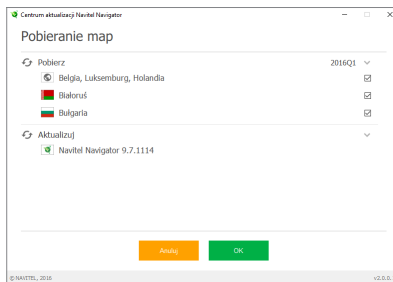 Centrum aktualizacji Navitel Navigator
Pobieranie map
Pobierz 2016Q1
Belgia, Luksemburg, Holandia
Białoruś
Bułgaria
Aktualizuj
Navitel Navigator 9.7.1114
Anuluj OK
© NAVITEL, 2016 v2.0.0.